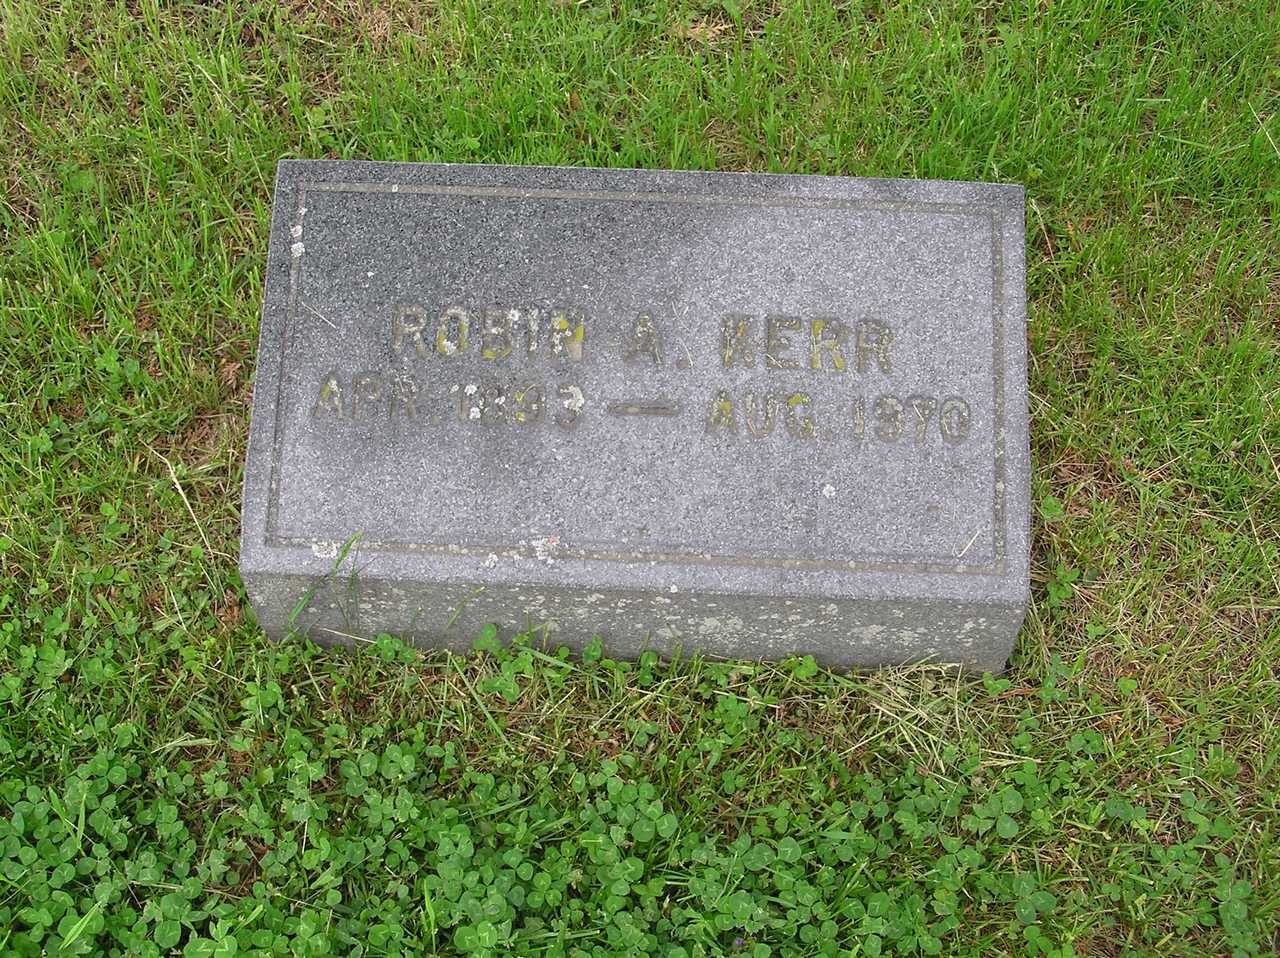 ROBIN A. KERR
APR. 1893 — AUG. 1970